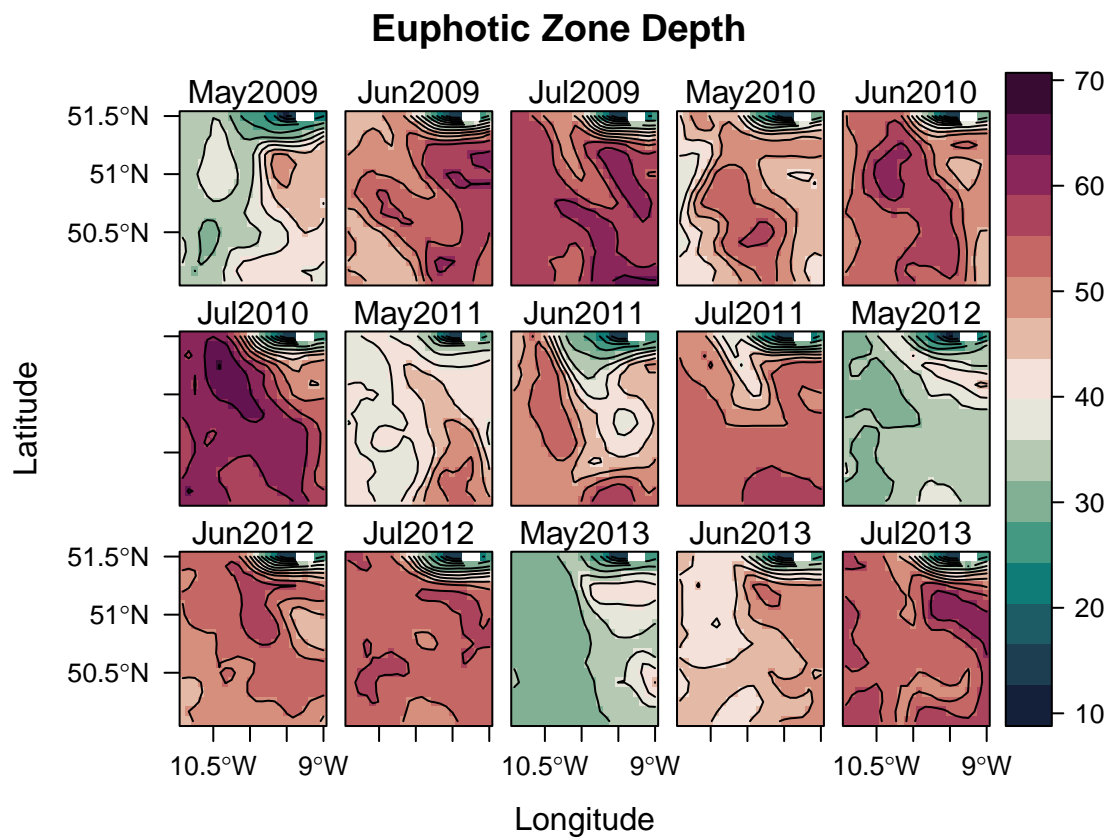 Euphotic Zone Depth
May2009 Jun2009 Jul2009 May2010 Jun2010
Jul2010 May2011 Jun2011 Jul2011 May2012
Jun2012 Jul2012 May2013 Jun2013 Jul2013
51.5°N
51°N
50.5°N
51.5°N
51°N
50.5°N
Latitude
10.5°W 9°W 10.5°W 9°W 10.5°W 9°W
Longitude
70
60
50
40
30
20
10